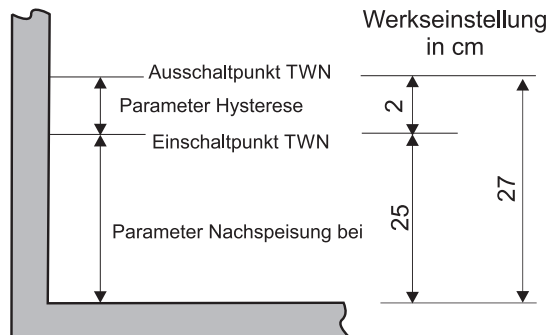 Werkseinstellung
in cm
Ausschaltpunkt TWN
Parameter Hysterese
2
Einschaltpunkt TWN
27
25
Parameter Nachspeisung bei